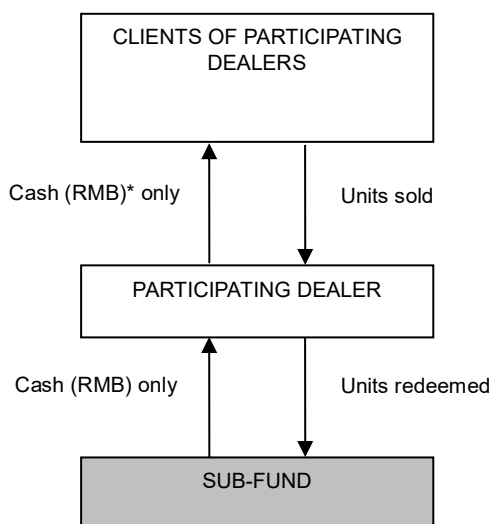 CLIENTS OF PARTICIPATING
DEALERS
Cash (RMB)* only
Units sold
PARTICIPATING DEALER
Cash (RMB) only
Units redeemed
SUB-FUND